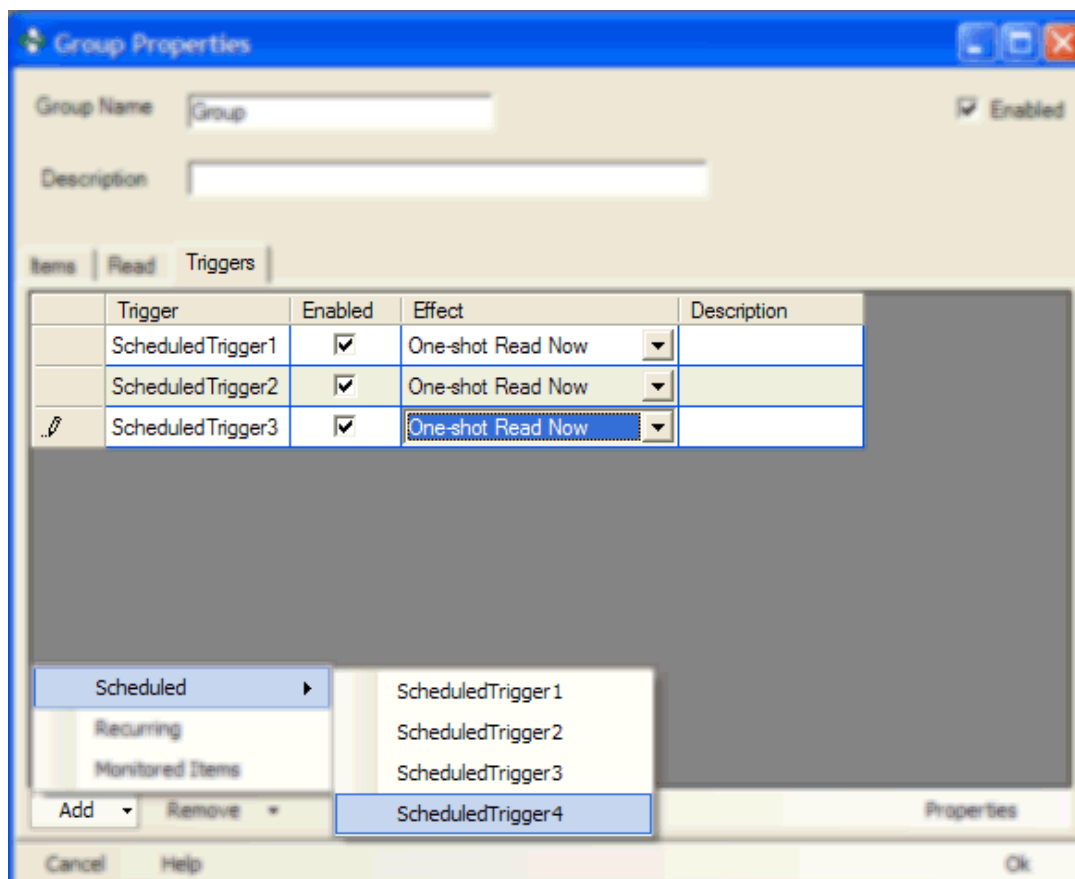 Group Properties
Group Name Group Enabled
Description
Items Read Triggers
Trigger Enabled Effect Description
ScheduledTrigger1 One-shot Read Now
ScheduledTrigger2 One-shot Read Now
ScheduledTrigger3 One-shot Read Now
Scheduled ScheduledTrigger1
Recurring ScheduledTrigger2
Monitored Items ScheduledTrigger3
Add Remove ScheduledTrigger4 Properties
Cancel Help Ok